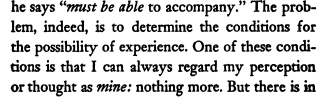 he says “must be able to accompany.” The prob-
lem, indeed, is to determine the conditions for
the possibility of experience. One of these condi-
tions is that I can always regard my perception
or thought as mine: nothing more. But there is in